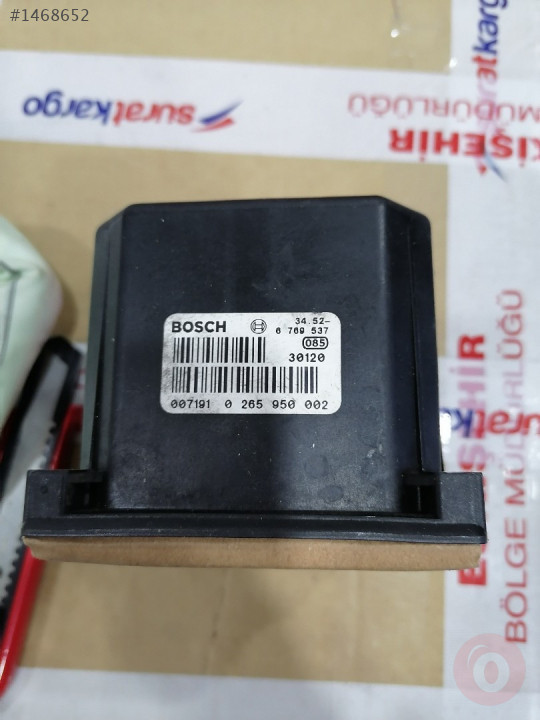 #1468652
suratkargo
suratkargo
KİŞEHİR
MÜDÜRLÜĞÜ
BOSCH
34.52-
6 769 537
085
30120
007191 0 265 950 002
BÖLGE MÜDÜRLÜĞÜ